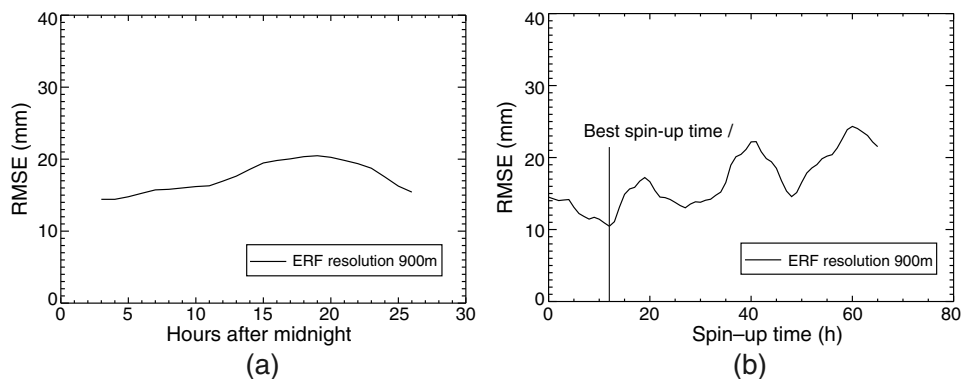 40
30
20
10
0
RMSE (mm)
ERF resolution 900m
0 5 10 15 20 25 30
Hours after midnight
(a)
40
30
20
10
0
RMSE (mm)
Best spin-up time /
ERF resolution 900m
0 20 40 60 80
Spin–up time (h)
(b)